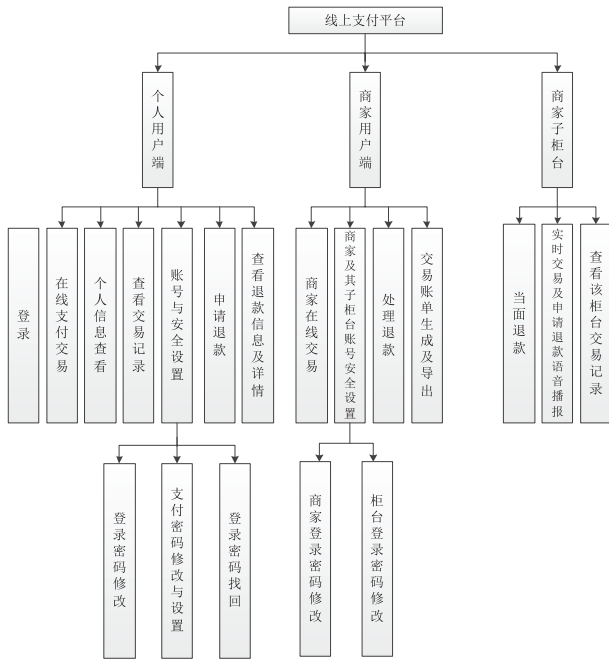 线上支付平台
个人用户端
商家用户端
商家子柜台
登录
在线支付交易
个人信息查看
查看交易记录
账号与安全设置
申请退款
查看退款信息及详情
商家在线交易
商家及其子柜台账号安全设置
处理退款
交易账单生成及导出
当面退款
实时交易及申请退款语音播报
查看该柜台交易记录
登录密码修改
支付密码修改与设置
登录密码找回
商家登录密码修改
柜台登录密码修改